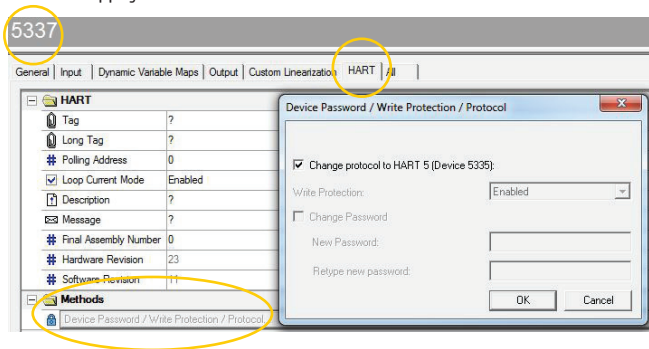 5337
General | Input | Dynamic Variable Maps | Output | Custom Linearization | HART | All
HART
Tag ?
Long Tag ?
Polling Address 0
Loop Current Mode Enabled
Description ?
Message ?
Final Assembly Number 0
Hardware Revision 23
Software Revision 11
Methods
Device Password / Write Protection / Protocol
Device Password / Write Protection / Protocol
Change protocol to HART 5 (Device 5335):
Write Protection: Enabled
Change Password
New Password:
Retype new password:
OK Cancel